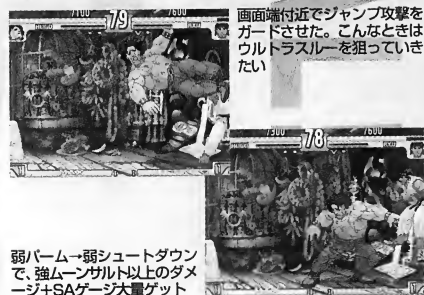 7100 79 7600
画面端付近でジャンプ攻撃を
ガードさせた。こんなときは
ウルトラスルーを狙っていき
たい
7300 78 7600
弱パーム→弱シュートダウン
で、強ムーンサルト以上のダメ
ージ+SAゲージ大量ゲット